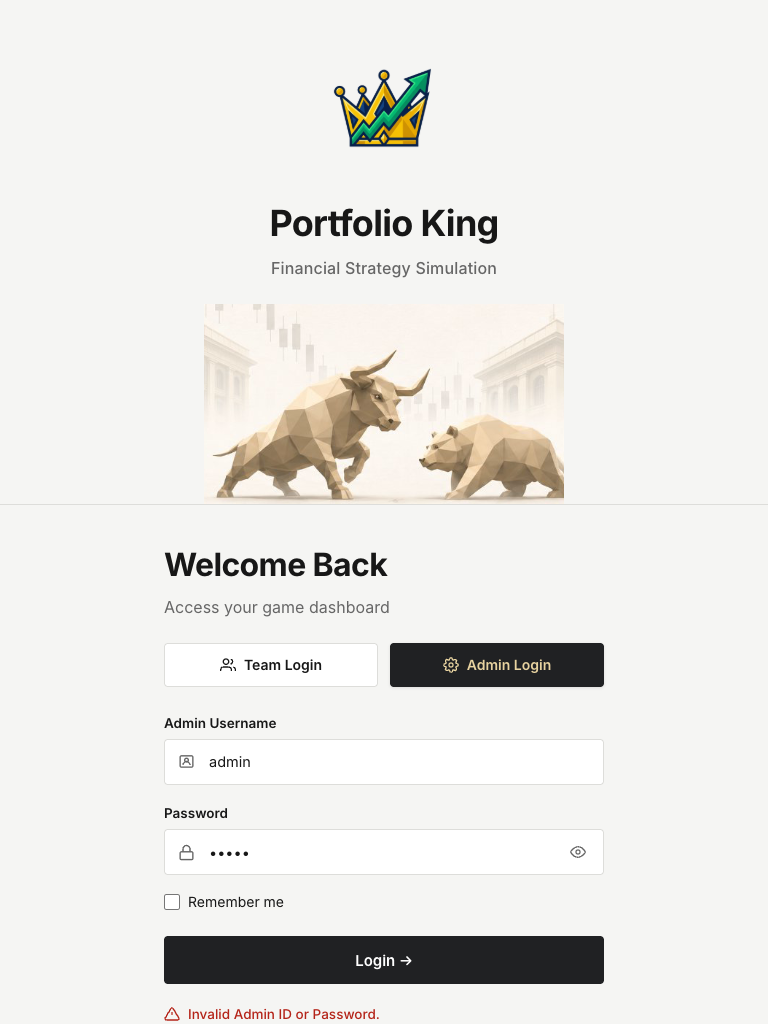 Portfolio King
Financial Strategy Simulation
Welcome Back
Access your game dashboard
Team Login
Admin Login
Admin Username
admin
Password
•••••
Remember me
Login →
Invalid Admin ID or Password.